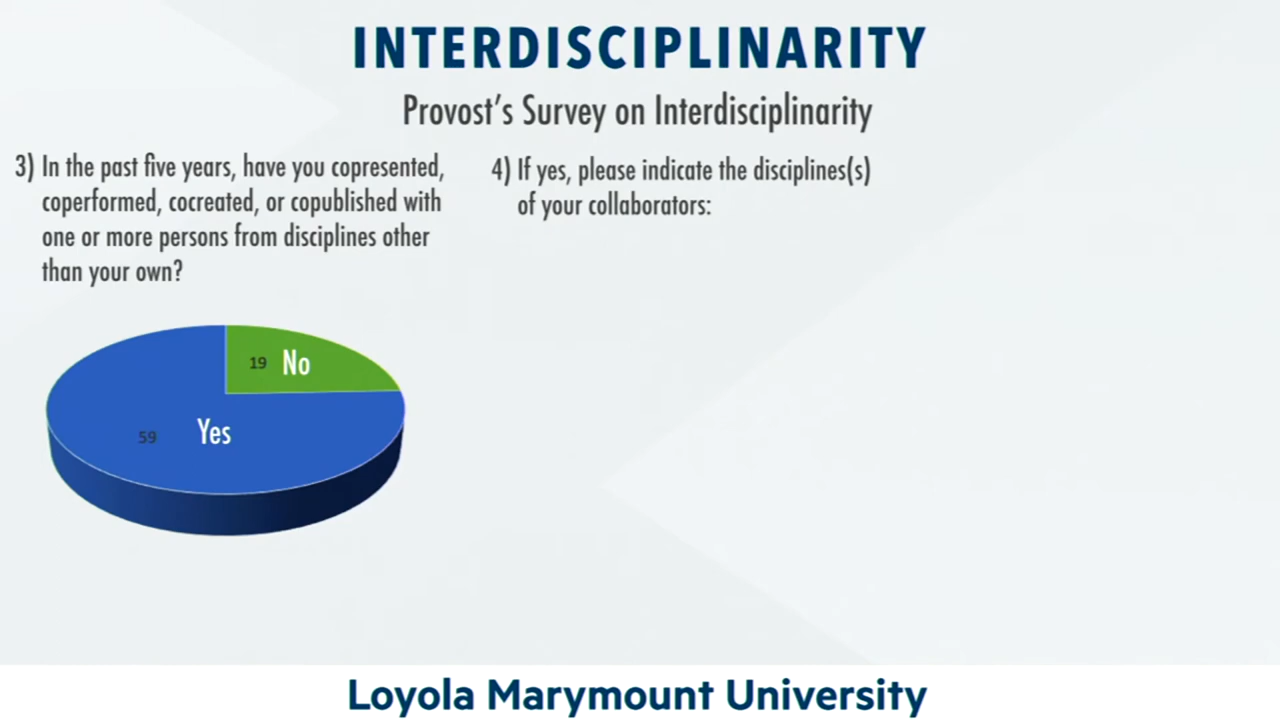 INTERDISCIPLINARITY
Provost's Survey on Interdisciplinarity
3) In the past five years, have you copresented,
coperformed, cocreated, or copublished with
one or more persons from disciplines other
than your own?
4) If yes, please indicate the disciplines(s)
of your collaborators:
19 No
59 Yes
Loyola Marymount University